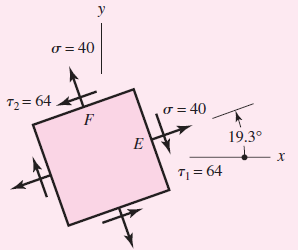 y
σ = 40
τ₂ = 64
F
σ = 40
E
19.3°
x
τ₁ = 64